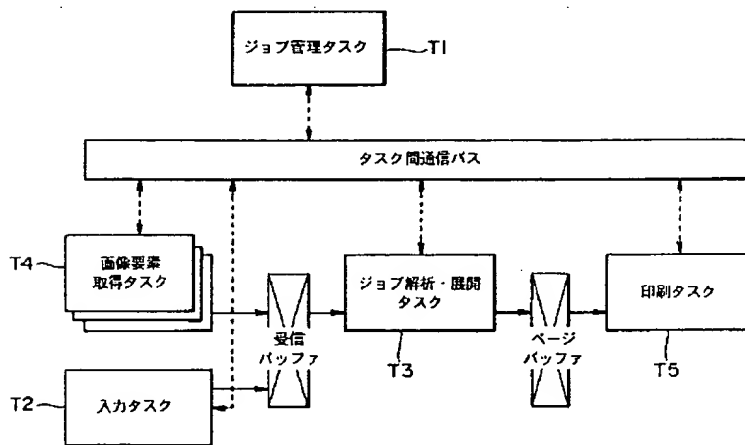 ジョブ管理タスク
T1
タスク間通信バス
T4
画像要素
取得タスク
受信
バッファ
ジョブ解析・展開
タスク
T3
ページ
バッファ
印刷タスク
T5
T2
入力タスク